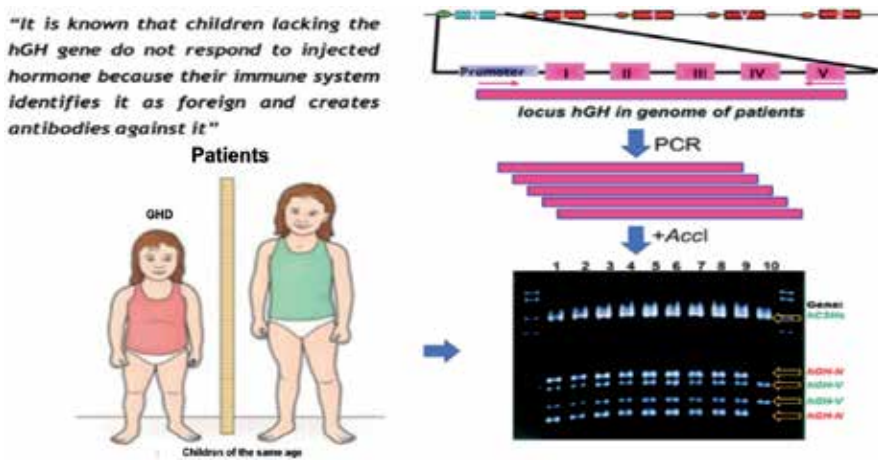 "It is known that children lacking the
hGH gene do not respond to injected
hormone because their immune system
identifies it as foreign and creates
antibodies against it"
Patients
GHD
Children of the same age
N
V
Promoter
I
II
III
IV
V
locus hGH in genome of patients
PCR
+AccI
1 2 3 4 5 6 7 8 9 10
Gene:
hCSHs
hGH-N
hGH-V
hGH-V
hGH-N